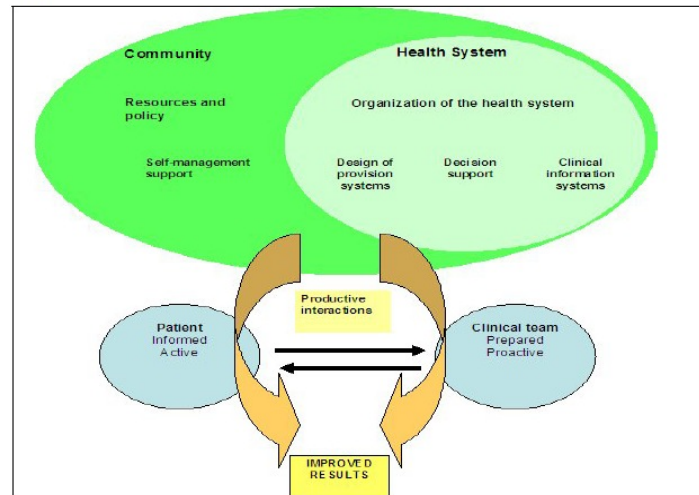 Community
Health System
Resources and
policy
Organization of the health system
Self-management
support
Design of
provision
systems
Decision
support
Clinical
information
systems
Productive
interactions
Patient
Informed
Active
Clinical team
Prepared
Proactive
IMPROVED
RESULTS